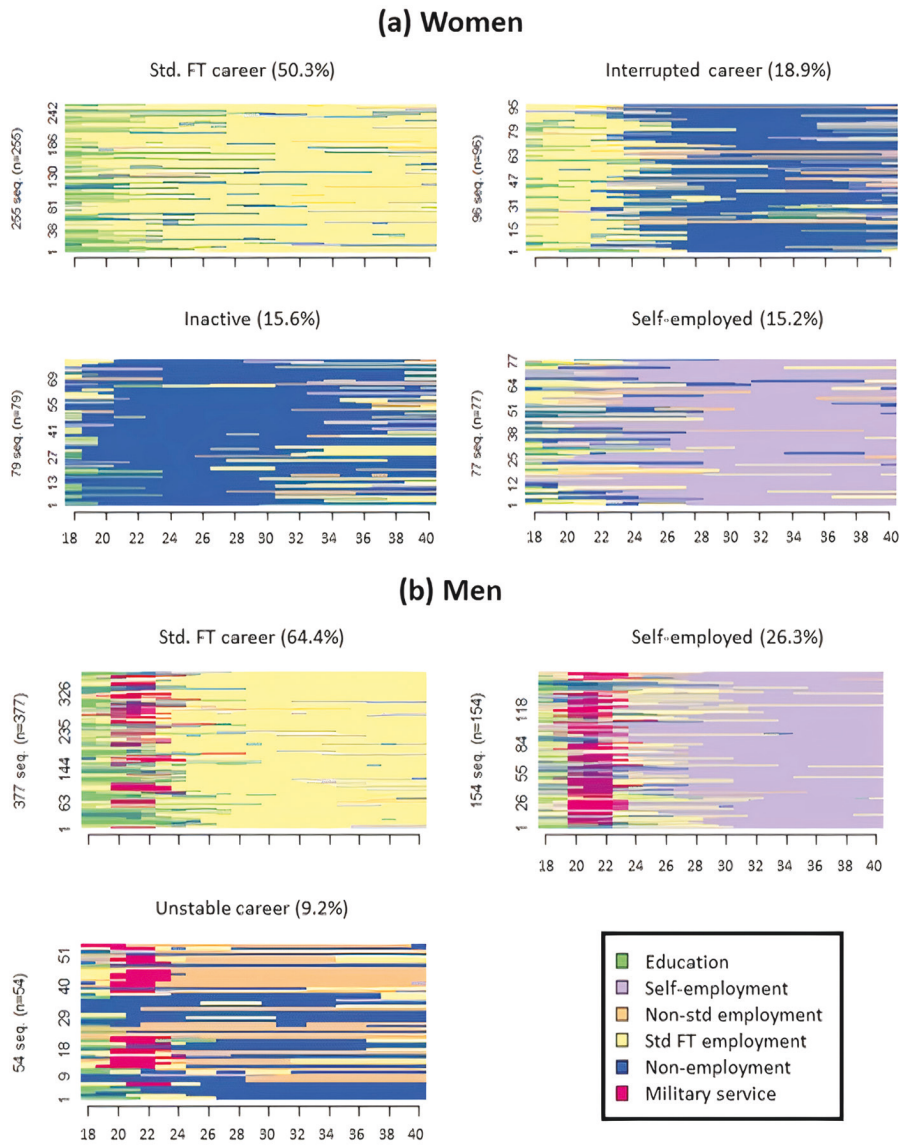 (a) Women
Std. FT career (50.3%)
Interrupted career (18.9%)
255 seq. (n=255)
1 38 81 130 186 242
96 seq. (n=96)
1 15 31 47 63 79 95
Inactive (15.6%)
Self-employed (15.2%)
79 seq. (n=79)
1 13 27 41 55 69
77 seq. (n=77)
1 12 25 38 51 64 77
18 20 22 24 26 28 30 32 34 36 38 40
18 20 22 24 26 28 30 32 34 36 38 40
(b) Men
Std. FT career (64.4%)
Self-employed (26.3%)
377 seq. (n=377)
1 63 144 235 326
154 seq. (n=154)
1 26 55 84 118
18 20 22 24 26 28 30 32 34 36 38 40
Unstable career (9.2%)
54 seq. (n=54)
1 9 18 29 40 51
18 20 22 24 26 28 30 32 34 36 38 40
Education
Self-employment
Non-std employment
Std FT employment
Non-employment
Military service